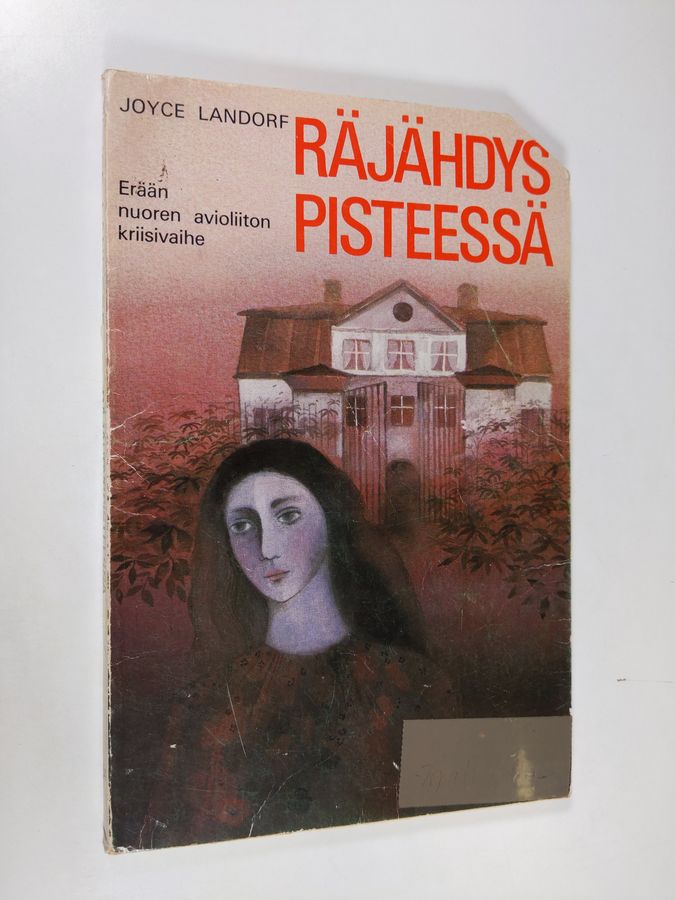 JOYCE LANDORF
RÄJÄHDYS
PISTEESSÄ
Erään
nuoren avioliiton
kriisivaihe